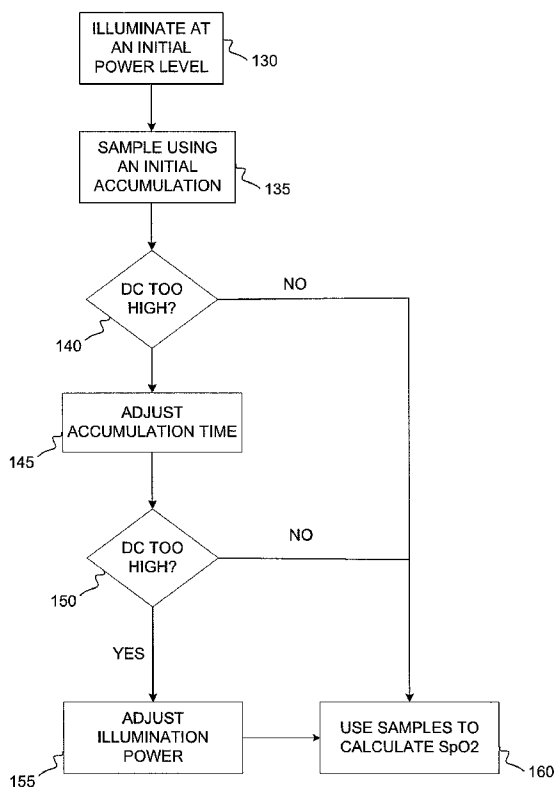 ILLUMINATE AT
AN INITIAL
POWER LEVEL
130
SAMPLE USING
AN INITIAL
ACCUMULATION
135
DC TOO
HIGH?
NO
140
ADJUST
ACCUMULATION TIME
145
DC TOO
HIGH?
NO
150
YES
ADJUST
ILLUMINATION
POWER
155
USE SAMPLES TO
CALCULATE SpO2
160